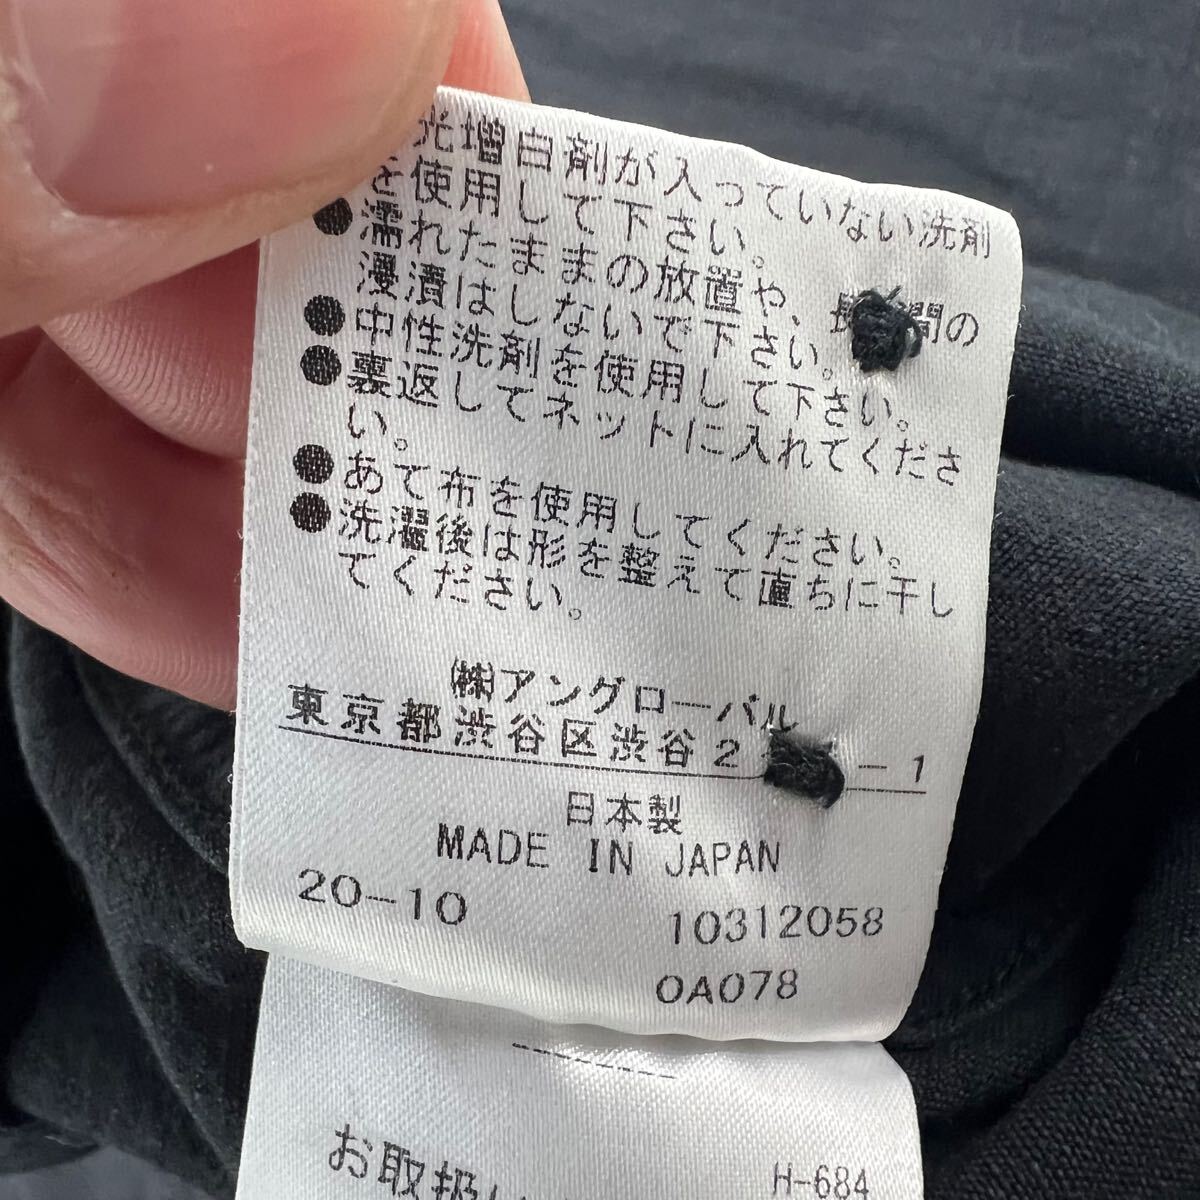 光増白剤が入っていない洗剤
を使用して下さい。
●濡れたままの放置や、長 間の
浸漬はしないで下さい。
●中性洗剤を使用して下さい。
●裏返してネットに入れてくださ
い。
●あて布を使用してください。
●洗濯後は形を整えて直ちに干し
てください。
㈱アングローバル
東京都渋谷区渋谷2 -1
日本製
MADE IN JAPAN
20-10 10312058
0A078
お取扱い
H-684